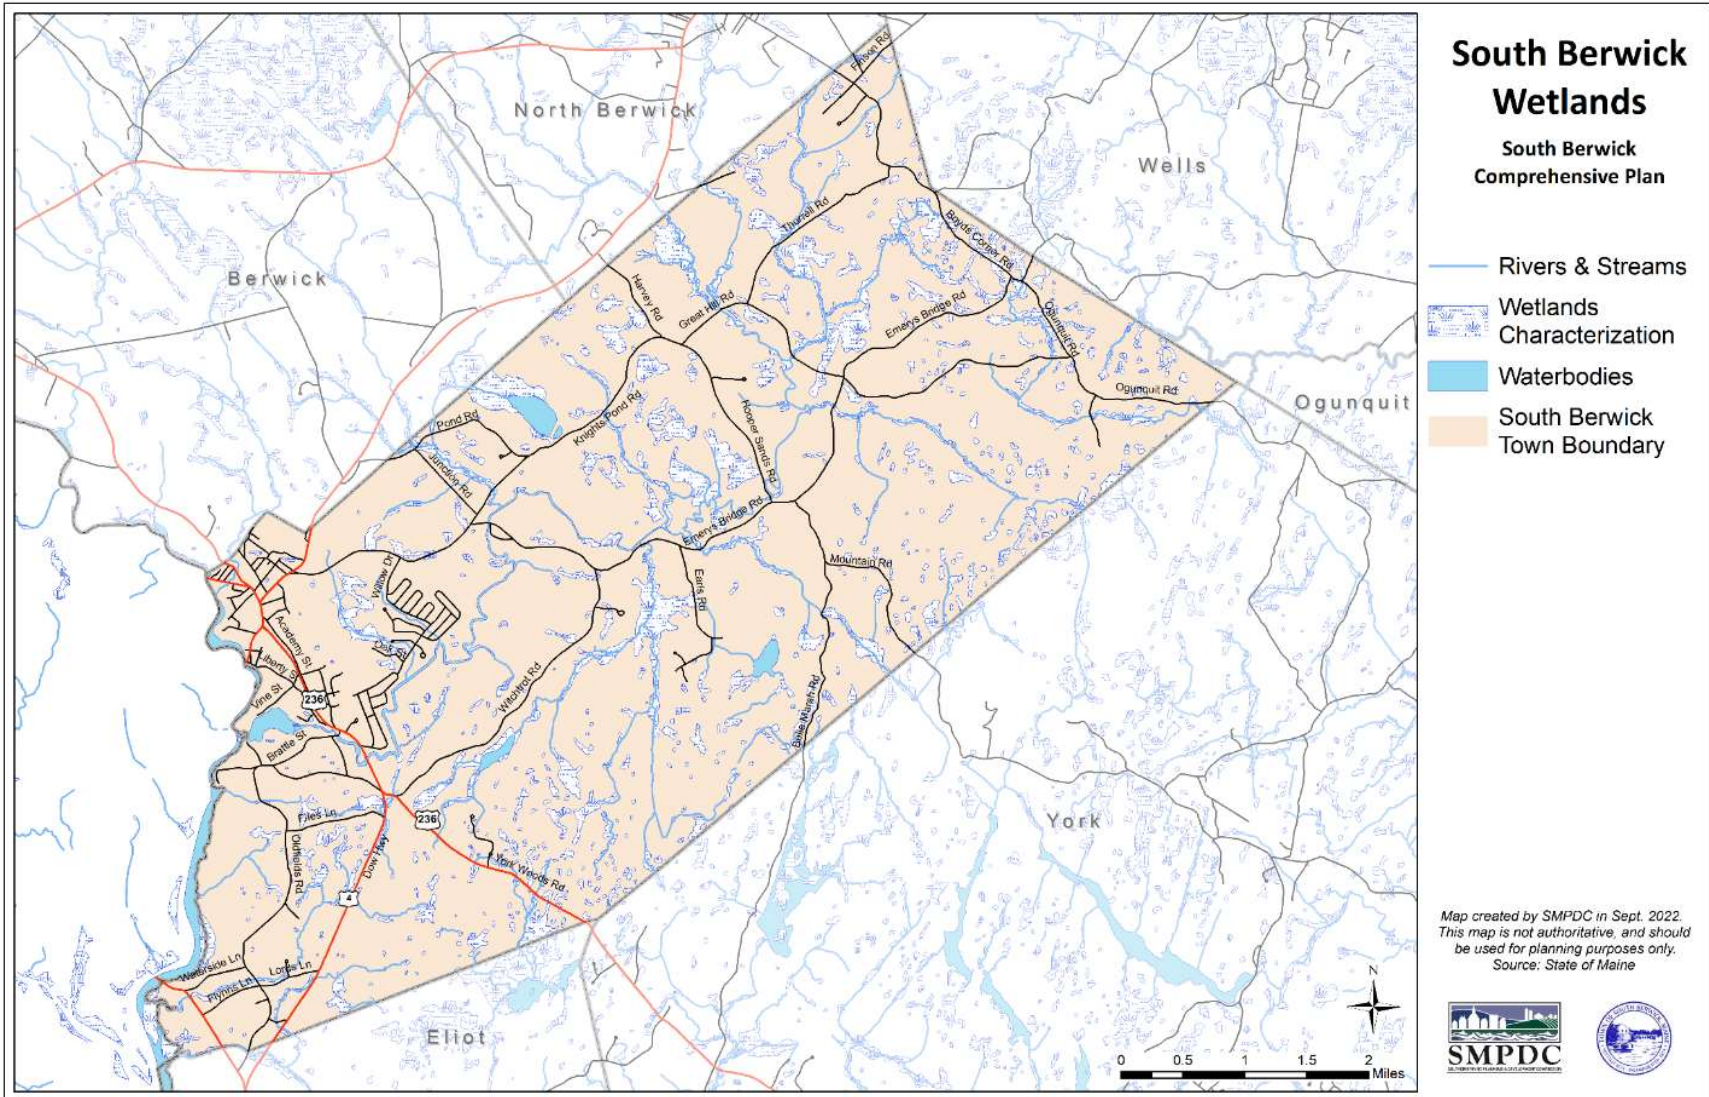 South Berwick
Wetlands
South Berwick
Comprehensive Plan
Rivers & Streams
Wetlands
Characterization
Waterbodies
South Berwick
Town Boundary
North Berwick
Wells
Berwick
Ogunquit
York
Eliot
Thurrell Rd
Boyds Corner Rd
Harvey Rd
Great Hill Rd
Emerys Bridge Rd
Ogunquit Rd
Ogunquit Rd
Pond Rd
Knights Pond Rd
Hooper Sands Rd
Junction Rd
Emerys Bridge Rd
Mountain Rd
Willow Dr
Earls Rd
Academy St
Oak St
Liberty St
Vine St
236
Witchtrot Rd
Brattle St
Files Ln
236
Oldfields Rd
Dow Hwy
York Woods Rd
4
Waterside Ln
Lords Ln
Flynns Ln
Map created by SMPDC in Sept. 2022.
This map is not authoritative, and should
be used for planning purposes only.
Source: State of Maine
N
0 0.5 1 1.5 2
Miles
SMPDC